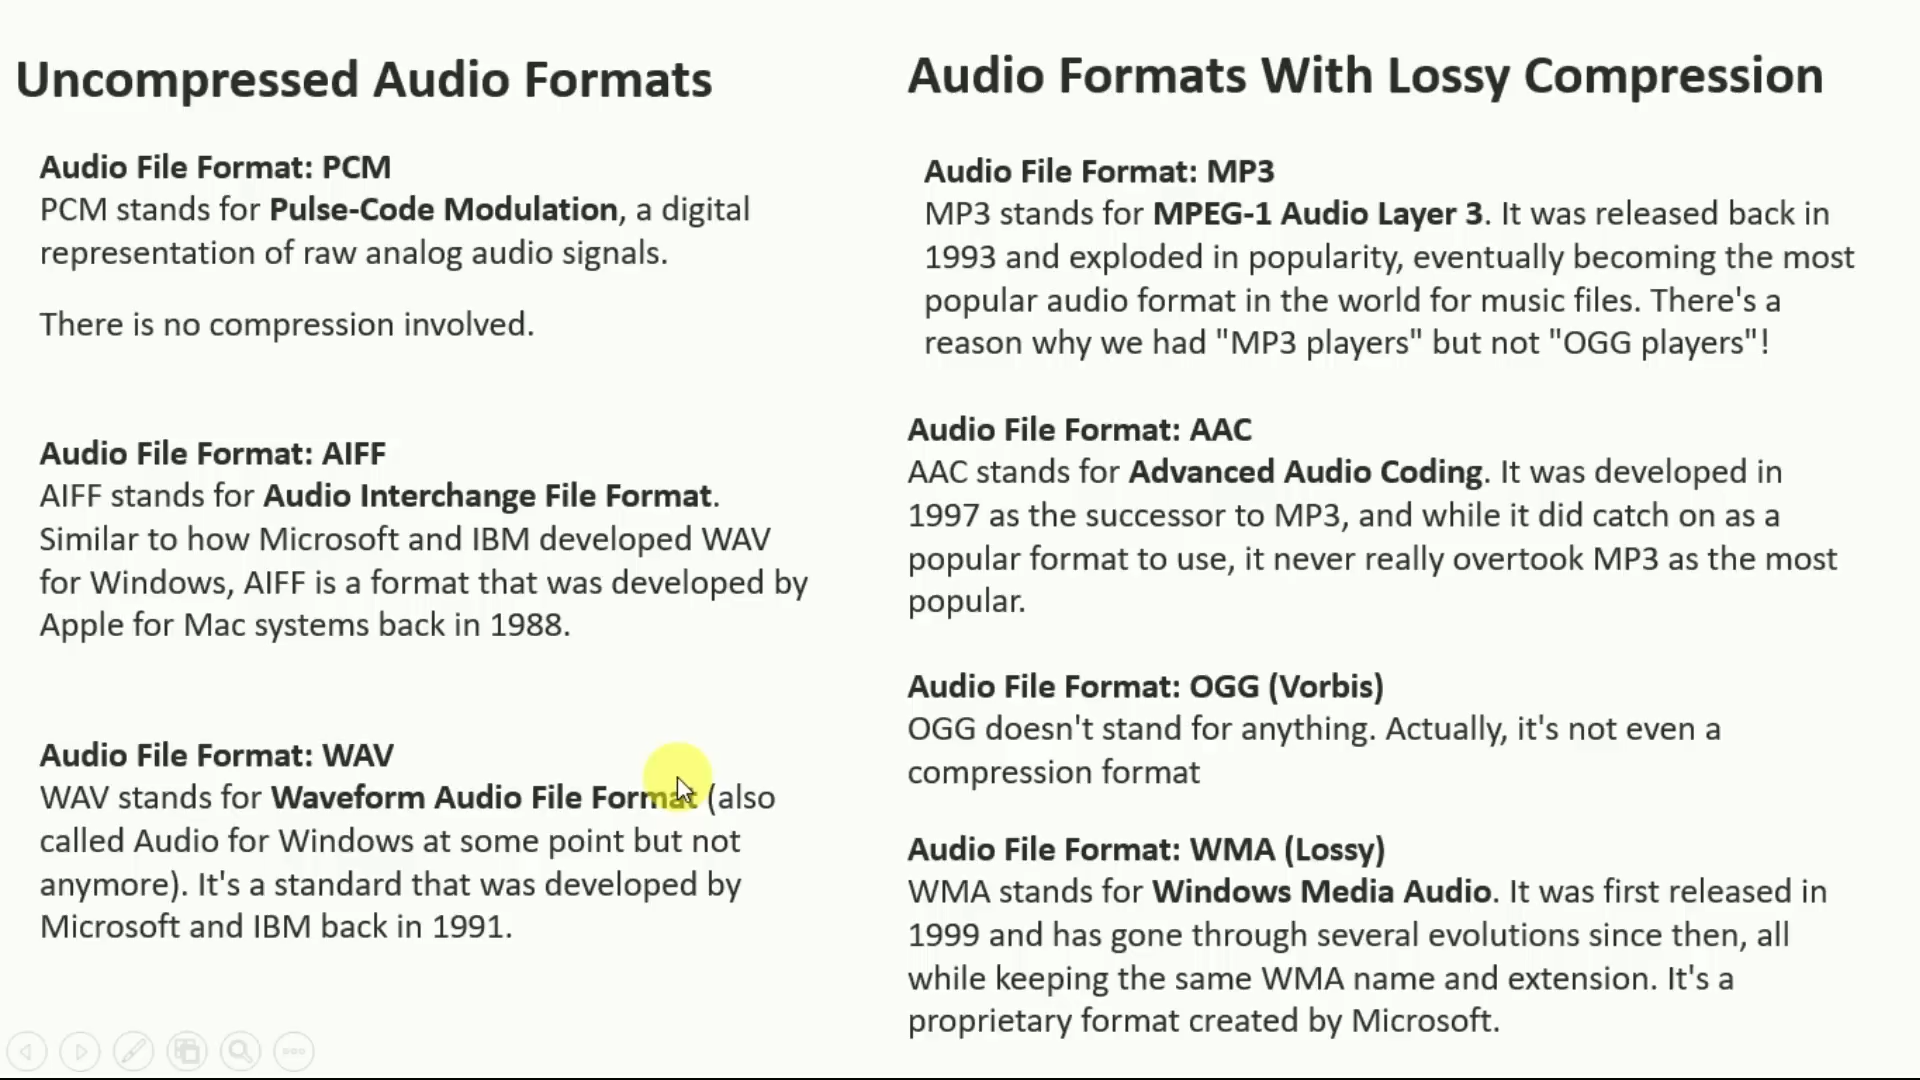 Uncompressed Audio Formats
Audio File Format: PCM
PCM stands for Pulse-Code Modulation, a digital
representation of raw analog audio signals.
There is no compression involved.
Audio File Format: AIFF
AIFF stands for Audio Interchange File Format.
Similar to how Microsoft and IBM developed WAV
for Windows, AIFF is a format that was developed by
Apple for Mac systems back in 1988.
Audio File Format: WAV
WAV stands for Waveform Audio File Format (also
called Audio for Windows at some point but not
anymore). It's a standard that was developed by
Microsoft and IBM back in 1991.
Audio Formats With Lossy Compression
Audio File Format: MP3
MP3 stands for MPEG-1 Audio Layer 3. It was released back in
1993 and exploded in popularity, eventually becoming the most
popular audio format in the world for music files. There's a
reason why we had "MP3 players" but not "OGG players"!
Audio File Format: AAC
AAC stands for Advanced Audio Coding. It was developed in
1997 as the successor to MP3, and while it did catch on as a
popular format to use, it never really overtook MP3 as the most
popular.
Audio File Format: OGG (Vorbis)
OGG doesn't stand for anything. Actually, it's not even a
compression format
Audio File Format: WMA (Lossy)
WMA stands for Windows Media Audio. It was first released in
1999 and has gone through several evolutions since then, all
while keeping the same WMA name and extension. It's a
proprietary format created by Microsoft.